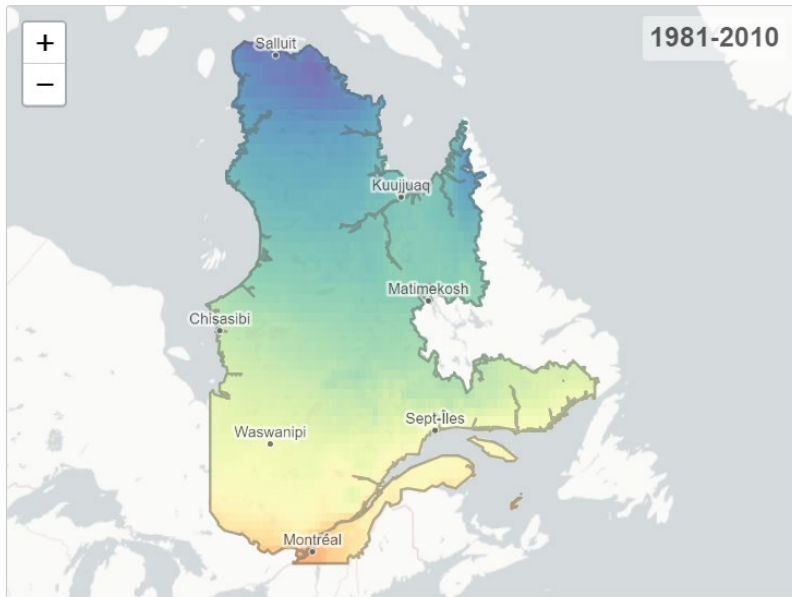 +
−
1981-2010
Salluit
Kuujjuaq
Matimekosh
Chisasibi
Sept-Îles
Waswanipi
Montréal